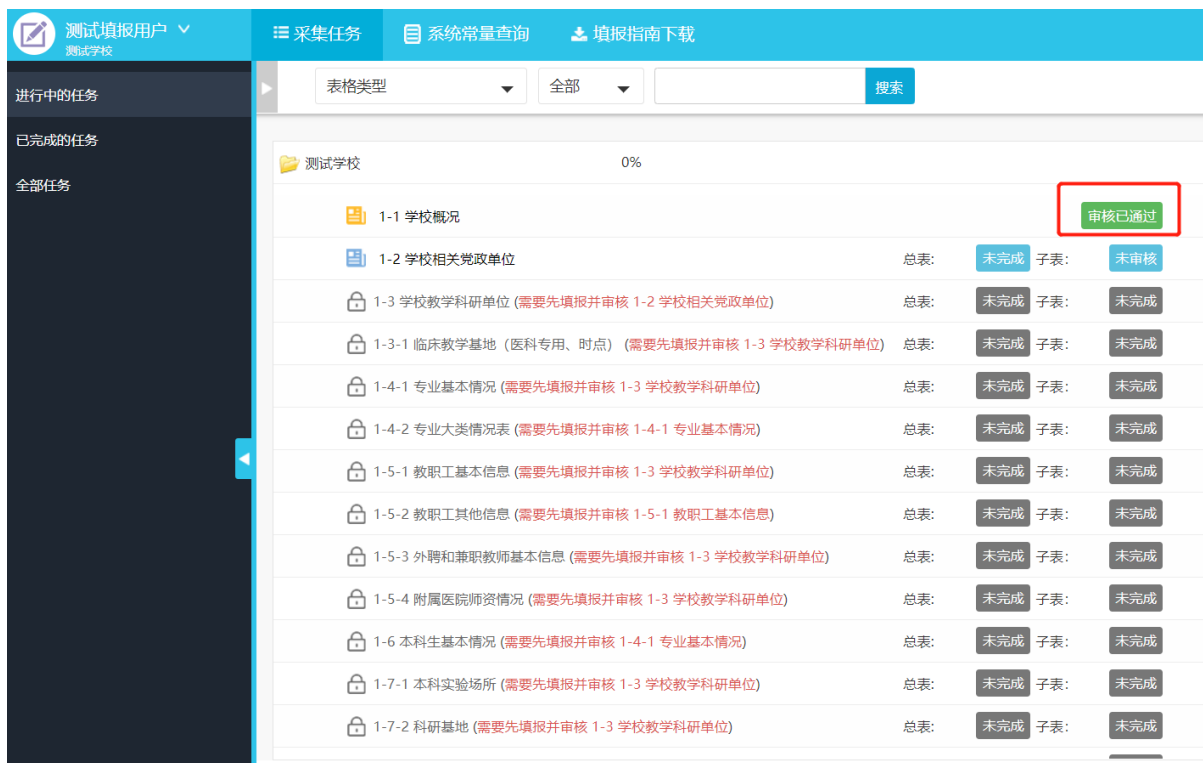 测试填报用户
测试学校
采集任务 系统常量查询 填报指南下载
进行中的任务
已完成的任务
全部任务
表格类型 全部 搜索
测试学校 0%
1-1 学校概况 审核已通过
1-2 学校相关党政单位 总表: 未完成 子表: 未审核
1-3 学校教学科研单位 (需要先填报并审核 1-2 学校相关党政单位) 总表: 未完成 子表: 未完成
1-3-1 临床教学基地（医科专用、时点） (需要先填报并审核 1-3 学校教学科研单位) 总表: 未完成 子表: 未完成
1-4-1 专业基本情况 (需要先填报并审核 1-3 学校教学科研单位) 总表: 未完成 子表: 未完成
1-4-2 专业大类情况表 (需要先填报并审核 1-4-1 专业基本情况) 总表: 未完成 子表: 未完成
1-5-1 教职工基本信息 (需要先填报并审核 1-3 学校教学科研单位) 总表: 未完成 子表: 未完成
1-5-2 教职工其他信息 (需要先填报并审核 1-5-1 教职工基本信息) 总表: 未完成 子表: 未完成
1-5-3 外聘和兼职教师基本信息 (需要先填报并审核 1-3 学校教学科研单位) 总表: 未完成 子表: 未完成
1-5-4 附属医院师资情况 (需要先填报并审核 1-3 学校教学科研单位) 总表: 未完成 子表: 未完成
1-6 本科生基本情况 (需要先填报并审核 1-4-1 专业基本情况) 总表: 未完成 子表: 未完成
1-7-1 本科实验场所 (需要先填报并审核 1-3 学校教学科研单位) 总表: 未完成 子表: 未完成
1-7-2 科研基地 (需要先填报并审核 1-3 学校教学科研单位) 总表: 未完成 子表: 未完成